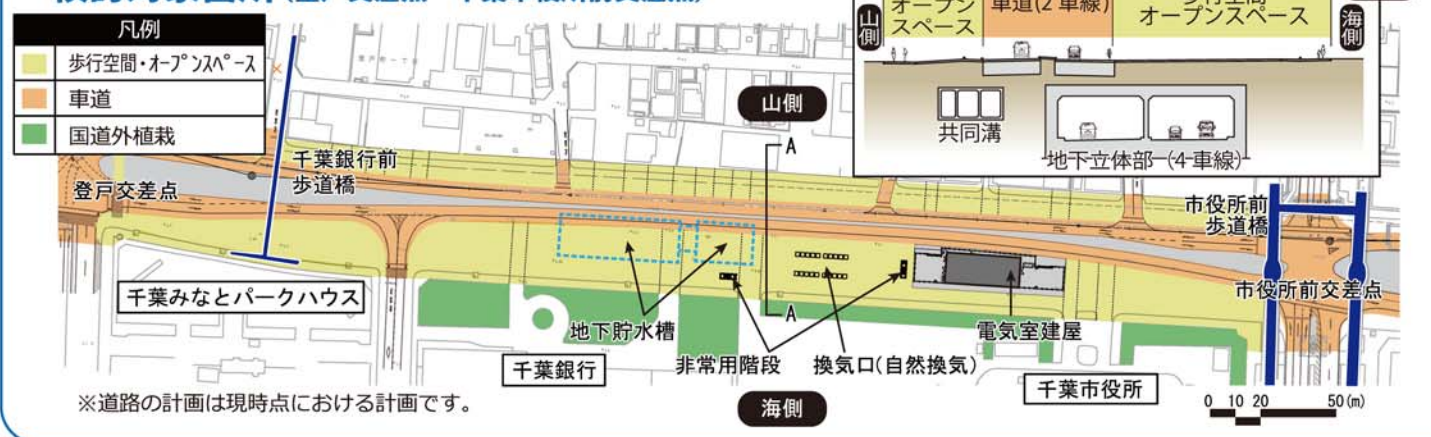 凡例
歩行空間・オープンスペース
車道
国道外植栽
オープン
スペース
車道(2車線)
オープンスペース
山側
海側
共同溝
地下立体部（4車線）
山側
A
千葉銀行前
歩道橋
登戸交差点
市役所前
歩道橋
市役所前交差点
千葉みなとパークハウス
地下貯水槽
A
電気室建屋
千葉銀行
非常用階段
換気口(自然換気)
千葉市役所
※道路の計画は現時点における計画です。
海側
0 10 20 50(m)